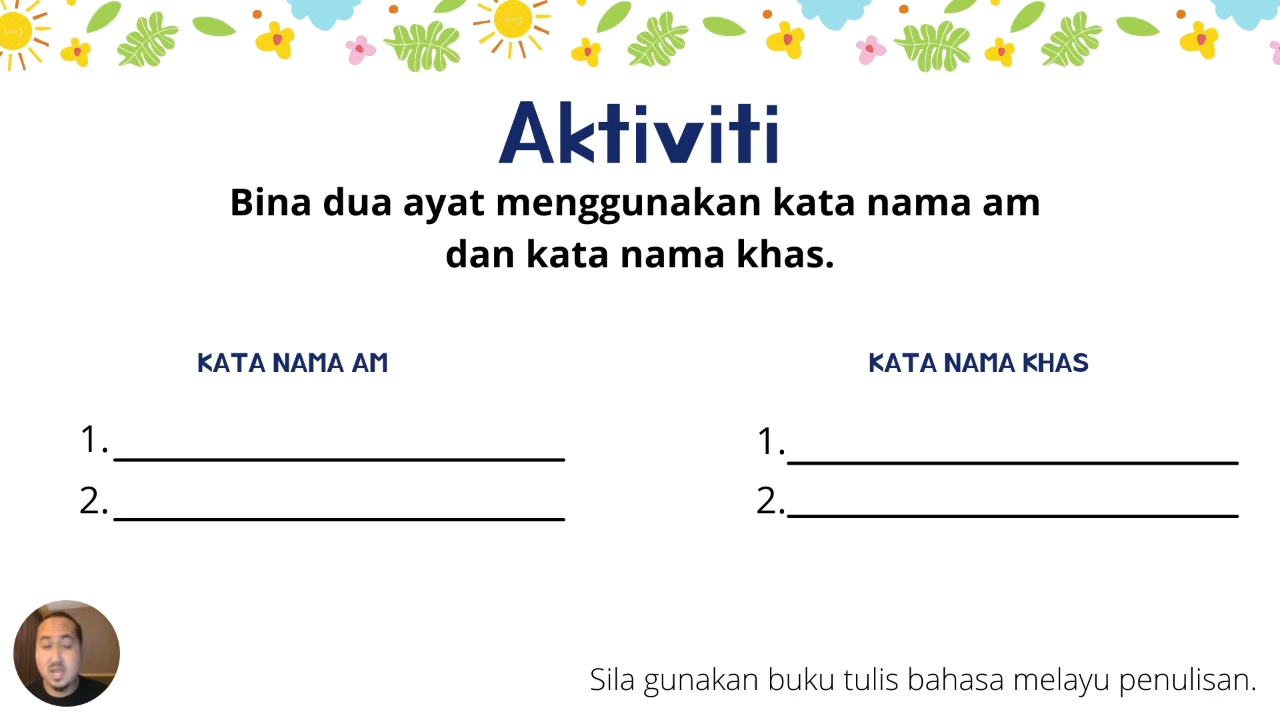 Aktiviti
Bina dua ayat menggunakan kata nama am
dan kata nama khas.
KATA NAMA AM
1.
2.
KATA NAMA KHAS
1.
2.
Sila gunakan buku tulis bahasa melayu penulisan.